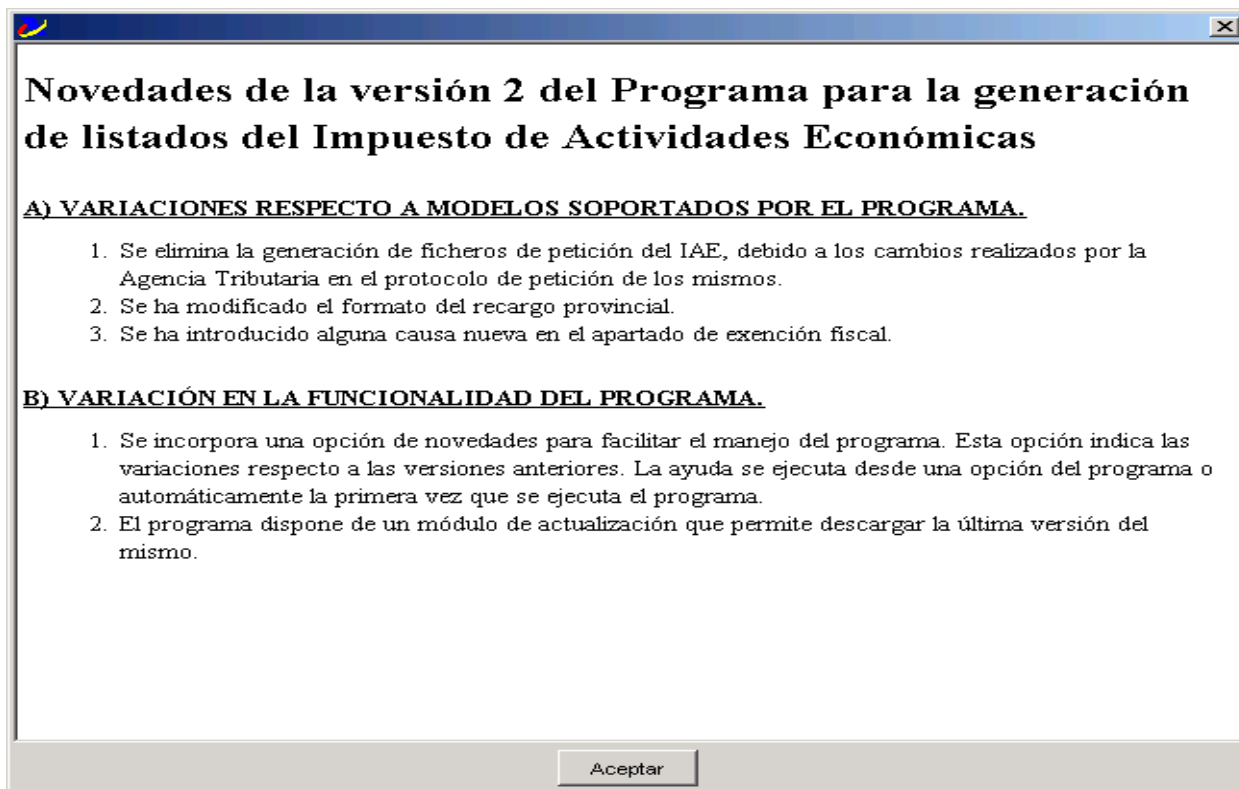 Novedades de la versión 2 del Programa para la generación
de listados del Impuesto de Actividades Económicas
A) VARIACIONES RESPECTO A MODELOS SOPORTADOS POR EL PROGRAMA.
1. Se elimina la generación de ficheros de petición del IAE, debido a los cambios realizados por la
Agencia Tributaria en el protocolo de petición de los mismos.
2. Se ha modificado el formato del recargo provincial.
3. Se ha introducido alguna causa nueva en el apartado de exención fiscal.
B) VARIACIÓN EN LA FUNCIONALIDAD DEL PROGRAMA.
1. Se incorpora una opción de novedades para facilitar el manejo del programa. Esta opción indica las
variaciones respecto a las versiones anteriores. La ayuda se ejecuta desde una opción del programa o
automáticamente la primera vez que se ejecuta el programa.
2. El programa dispone de un módulo de actualización que permite descargar la última versión del
mismo.
Aceptar